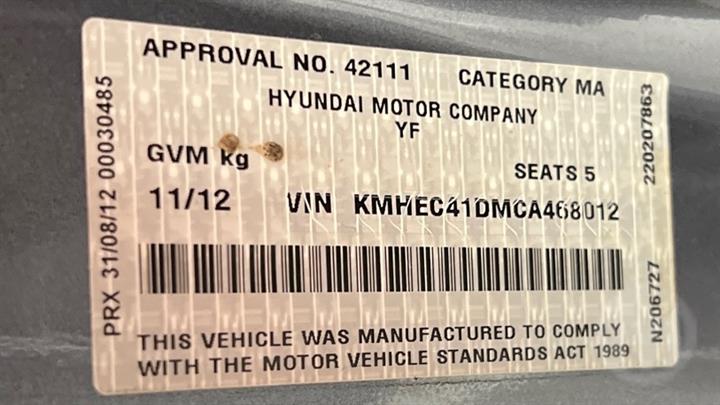 APPROVAL NO. 42111 CATEGORY MA
HYUNDAI MOTOR COMPANY
YF
GVM kg SEATS 5
11/12 VIN KMHEC41DMCA468012
THIS VEHICLE WAS MANUFACTURED TO COMPLY
WITH THE MOTOR VEHICLE STANDARDS ACT 1989
PRX 31/08/12 00030485
220207863
N206727